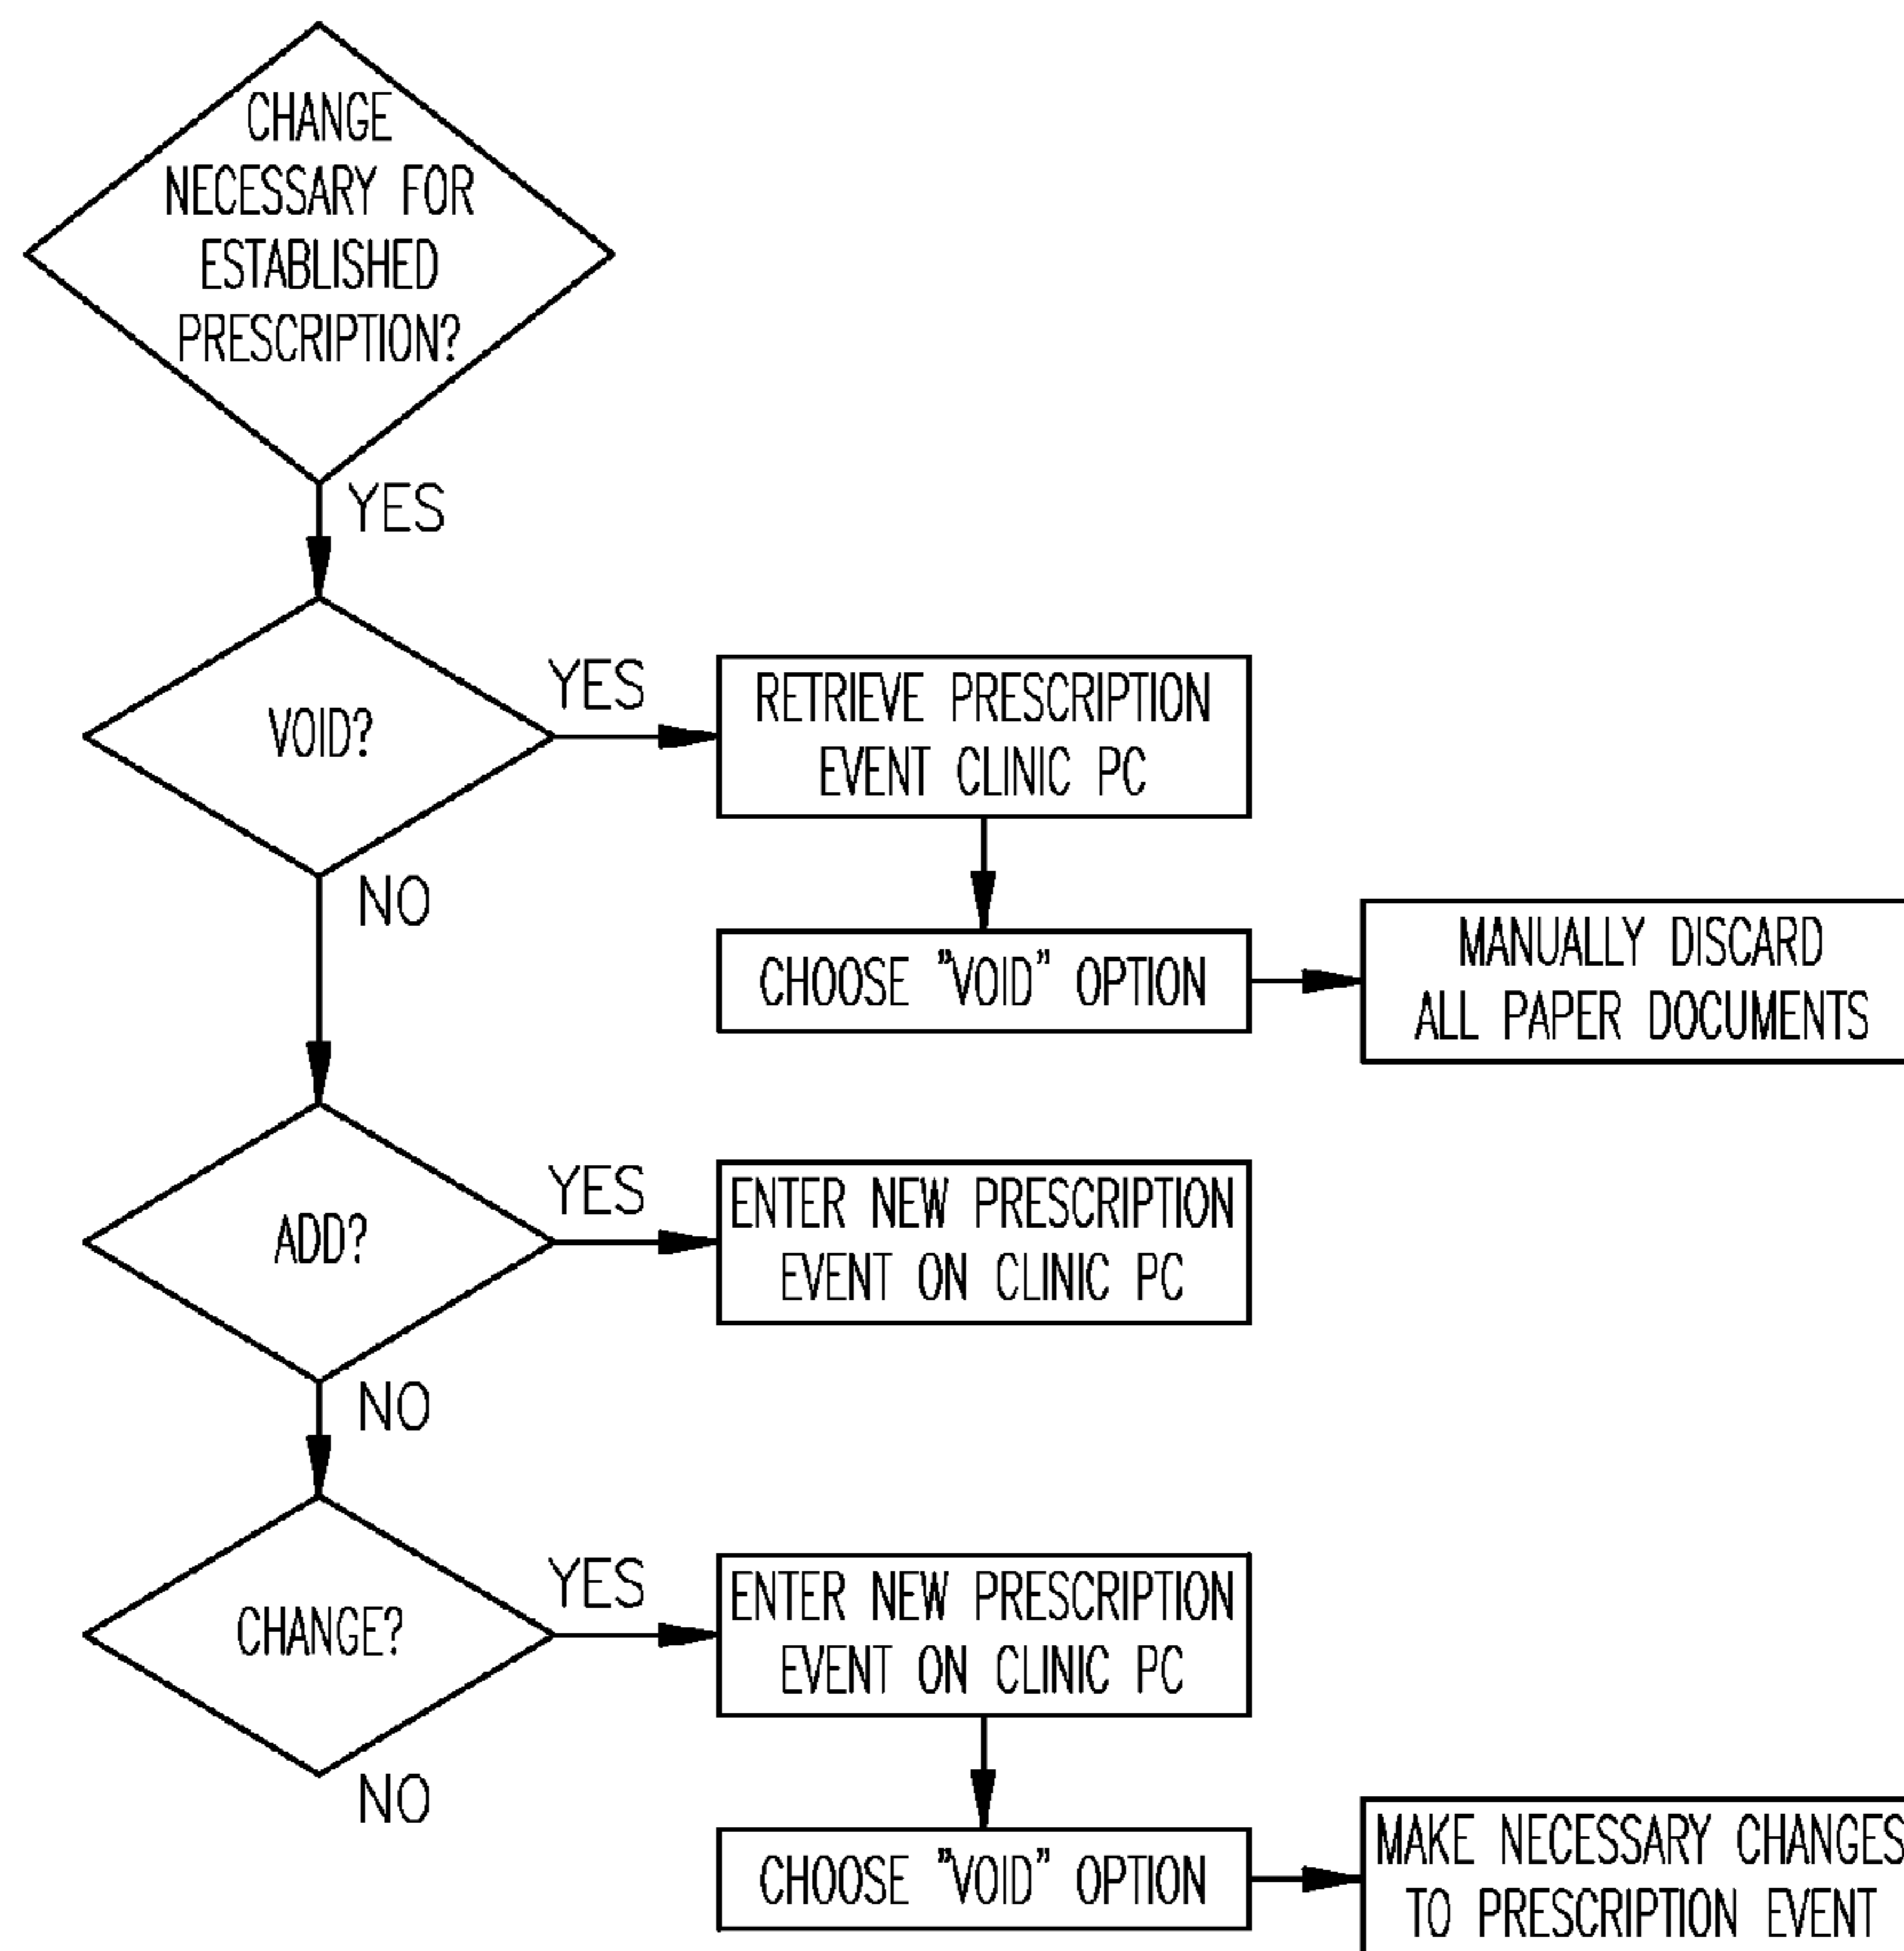 CHANGE
NECESSARY FOR
ESTABLISHED
PRESCRIPTION?
YES
VOID?
YES
RETRIEVE PRESCRIPTION
EVENT CLINIC PC
NO
CHOOSE "VOID" OPTION
MANUALLY DISCARD
ALL PAPER DOCUMENTS
ADD?
YES
ENTER NEW PRESCRIPTION
EVENT ON CLINIC PC
NO
CHANGE?
YES
ENTER NEW PRESCRIPTION
EVENT ON CLINIC PC
NO
CHOOSE "VOID" OPTION
MAKE NECESSARY CHANGES
TO PRESCRIPTION EVENT